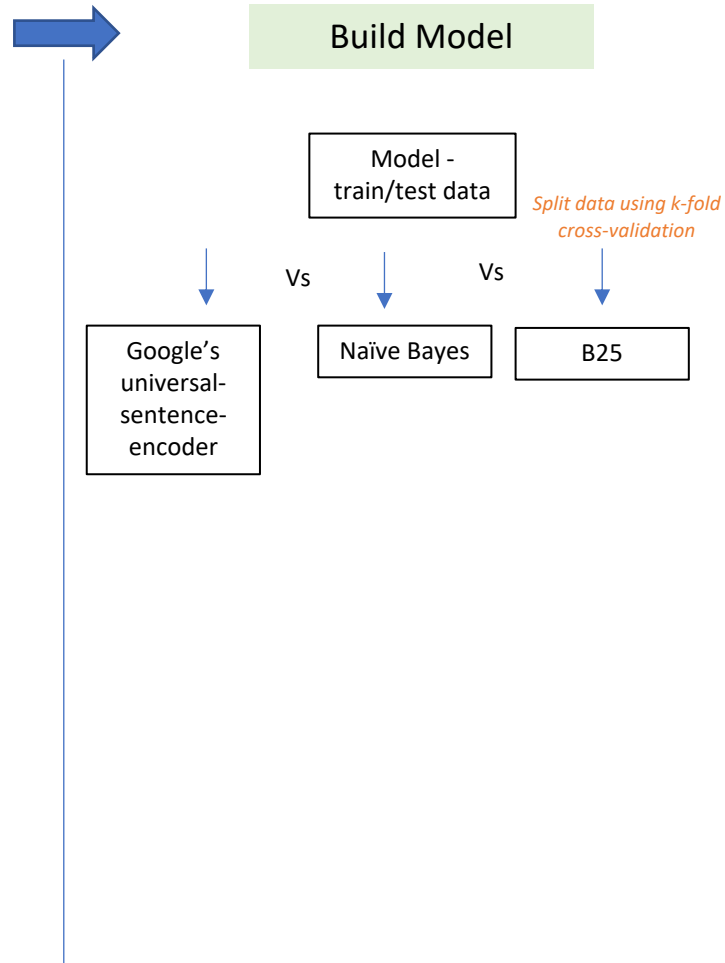 Build Model
Model -
train/test data
Split data using k-fold
cross-validation
Vs
Vs
Google’s
universal-
sentence-
encoder
Naïve Bayes
B25